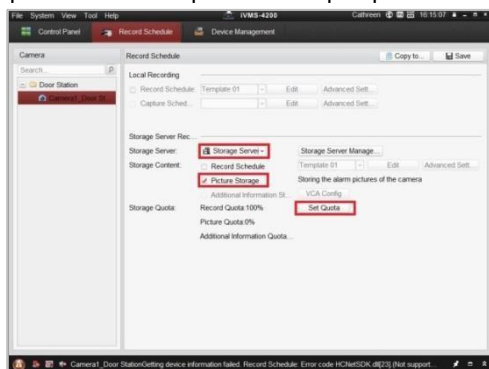 File System View Tool Help iVMS-4200 Cathreen 16:15:07
Control Panel Record Schedule Device Management
Camera
Record Schedule
Copy to... Save
Search...
Door Station
Camera1_Door St...
Local Recording
Record Schedule: Template 01 Edit Advanced Sett...
Capture Sched... Edit Advanced Sett...
Storage Server Rec...
Storage Server: Storage Server Storage Server Manage...
Storage Content: Record Schedule Template 01 Edit Advanced Sett...
Picture Storage Storing the alarm pictures of the camera
Additional Information St... VCA Config
Storage Quota: Record Quota:100% Set Quota
Picture Quota:0%
Additional Information Quota...
Camera1_Door StationGetting device information failed. Record Schedule: Error code HCNetSDK.dll[23] (Not support...